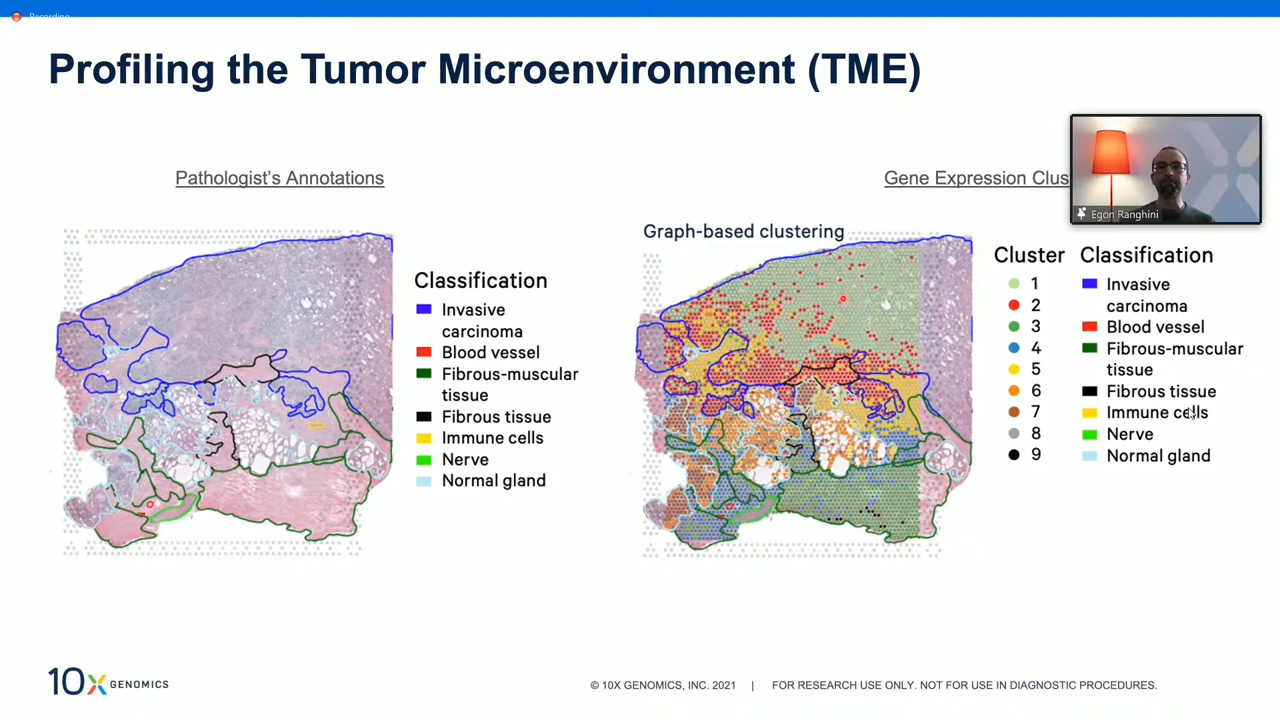 Recording
Profiling the Tumor Microenvironment (TME)
Pathologist's Annotations
Classification
Invasive
carcinoma
Blood vessel
Fibrous-muscular
tissue
Fibrous tissue
Immune cells
Nerve
Normal gland
Gene Expression Clus
Egon Ranghini
Graph-based clustering
Cluster
1
2
3
4
5
6
7
8
9
Classification
Invasive
carcinoma
Blood vessel
Fibrous-muscular
tissue
Fibrous tissue
Immune cells
Nerve
Normal gland
10X GENOMICS
© 10X GENOMICS, INC. 2021 | FOR RESEARCH USE ONLY. NOT FOR USE IN DIAGNOSTIC PROCEDURES.